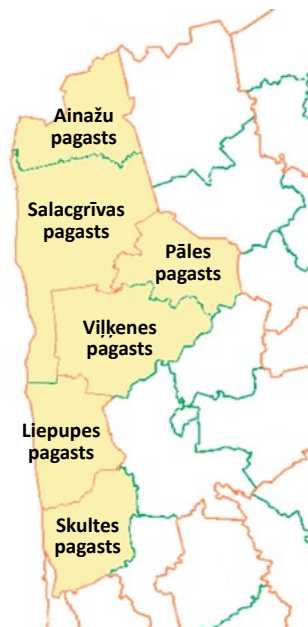 Ainažu
pagasts
Salacgrīvas
pagasts
Pāles
pagasts
Viļķenes
pagasts
Liepupes
pagasts
Skultes
pagasts